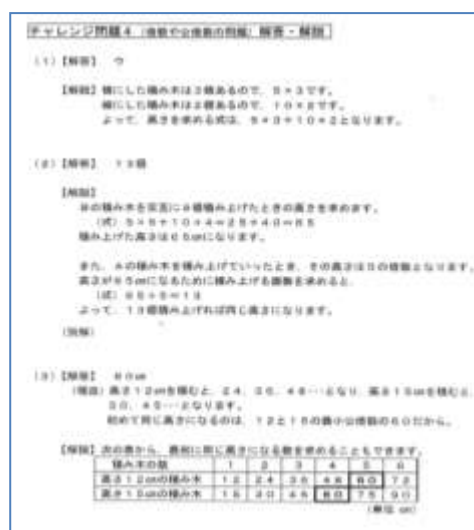 チャレンジ問題４（倍数や公倍数の問題）解答・解説
（１）【解答】 ウ
【解説】横にした積み木は３個あるので、５×３です。
縦にした積み木は２個あるので、１０×２です。
よって、高さを求める式は、５×３＋１０×２となります。
（２）【解答】 １３個
【解説】
の積み木を交互に 個積み上げたときの高さを求めます。
（式）５×５＋１０×４＝２５＋４０＝６５
積み上げた高さは６５㎝になります。
また、Ａの積み木を積み上げていったとき、その高さは５の倍数となります。
高さが６５㎝になるために積み上げる個数を求めると、
（式）６５÷５＝１３
よって、１３個積み上げれば同じ高さになります。
（別解）
（３）【解答】 ６０㎝
（理由）高さ１２㎝を積むと、２４、３６、４８…となり、高さ１５㎝を積むと、
３０、４５…となります。
初めて同じ高さになるのは、１２と１５の最小公倍数の６０だから。
【解説】次の表から、最初に同じ高さになる数を求めることもできます。
積み木の数 １ ２ ３ ４ ５ ６
高さ１２㎝の積み木 １２ ２４ ３６ ４８ ６０ ７２
高さ１５㎝の積み木 １５ ３０ ４５ ６０ ７５ ９０
（単位 ㎝）